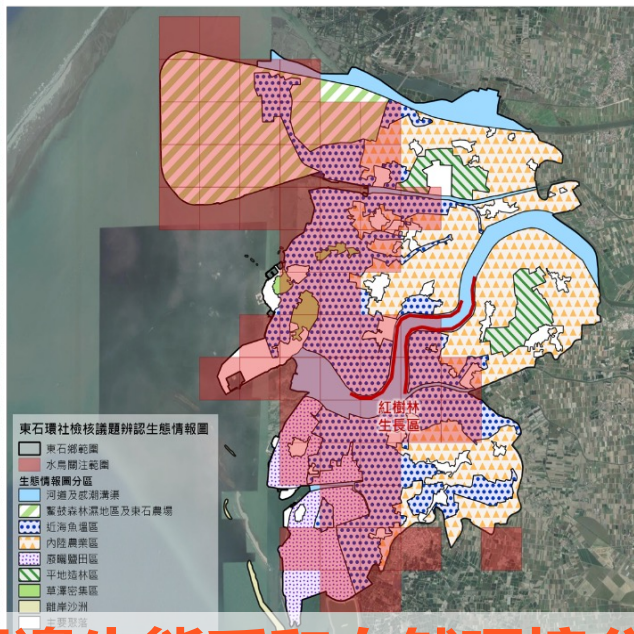 紅樹林
生長區
東石環社檢核議題辨認生態情報圖
東石鄉範圍
水鳥關注範圍
生態情報圖分區
河道及感潮溝渠
鰲鼓森林濕地區及東石農場
近海魚塭區
內陸農業區
廢曬鹽田區
平地造林區
草澤密集區
離岸沙洲
主要聚落